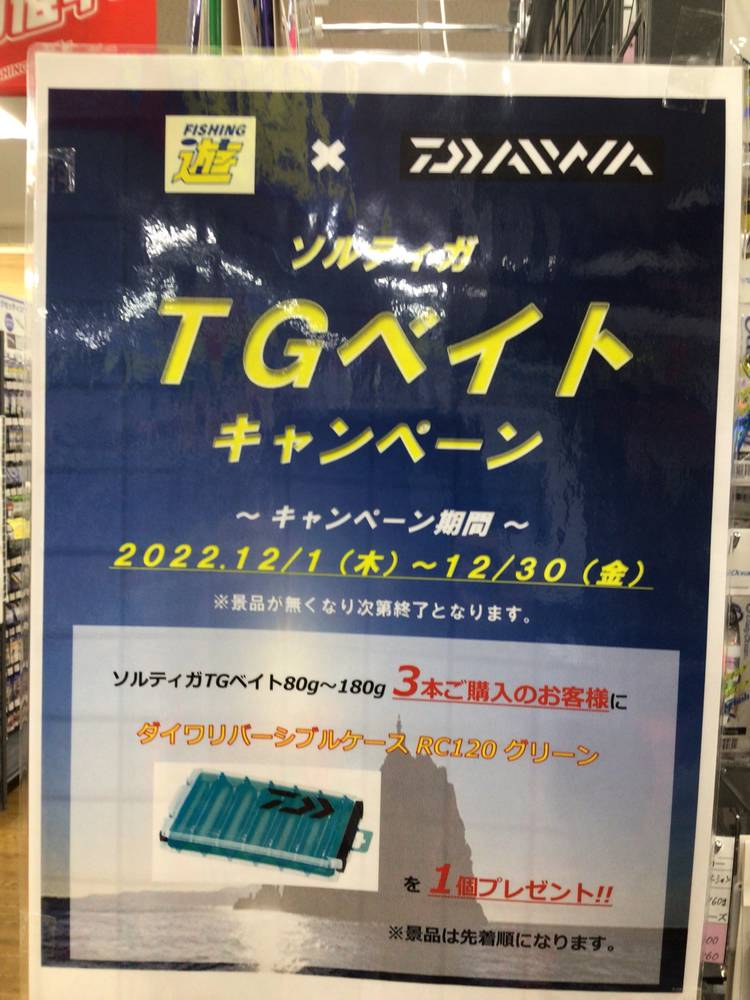 FISHING
遊
×
DAIWA
ソルティガ
TGベイト
キャンペーン
～ キャンペーン期間 ～
2022.12/1（木）～12/30（金）
※景品が無くなり次第終了となります。
ソルティガTGベイト80g～180g 3本ご購入のお客様に
ダイワリバーシブルケース RC120 グリーン
を 1個プレゼント!!
※景品は先着順になります。